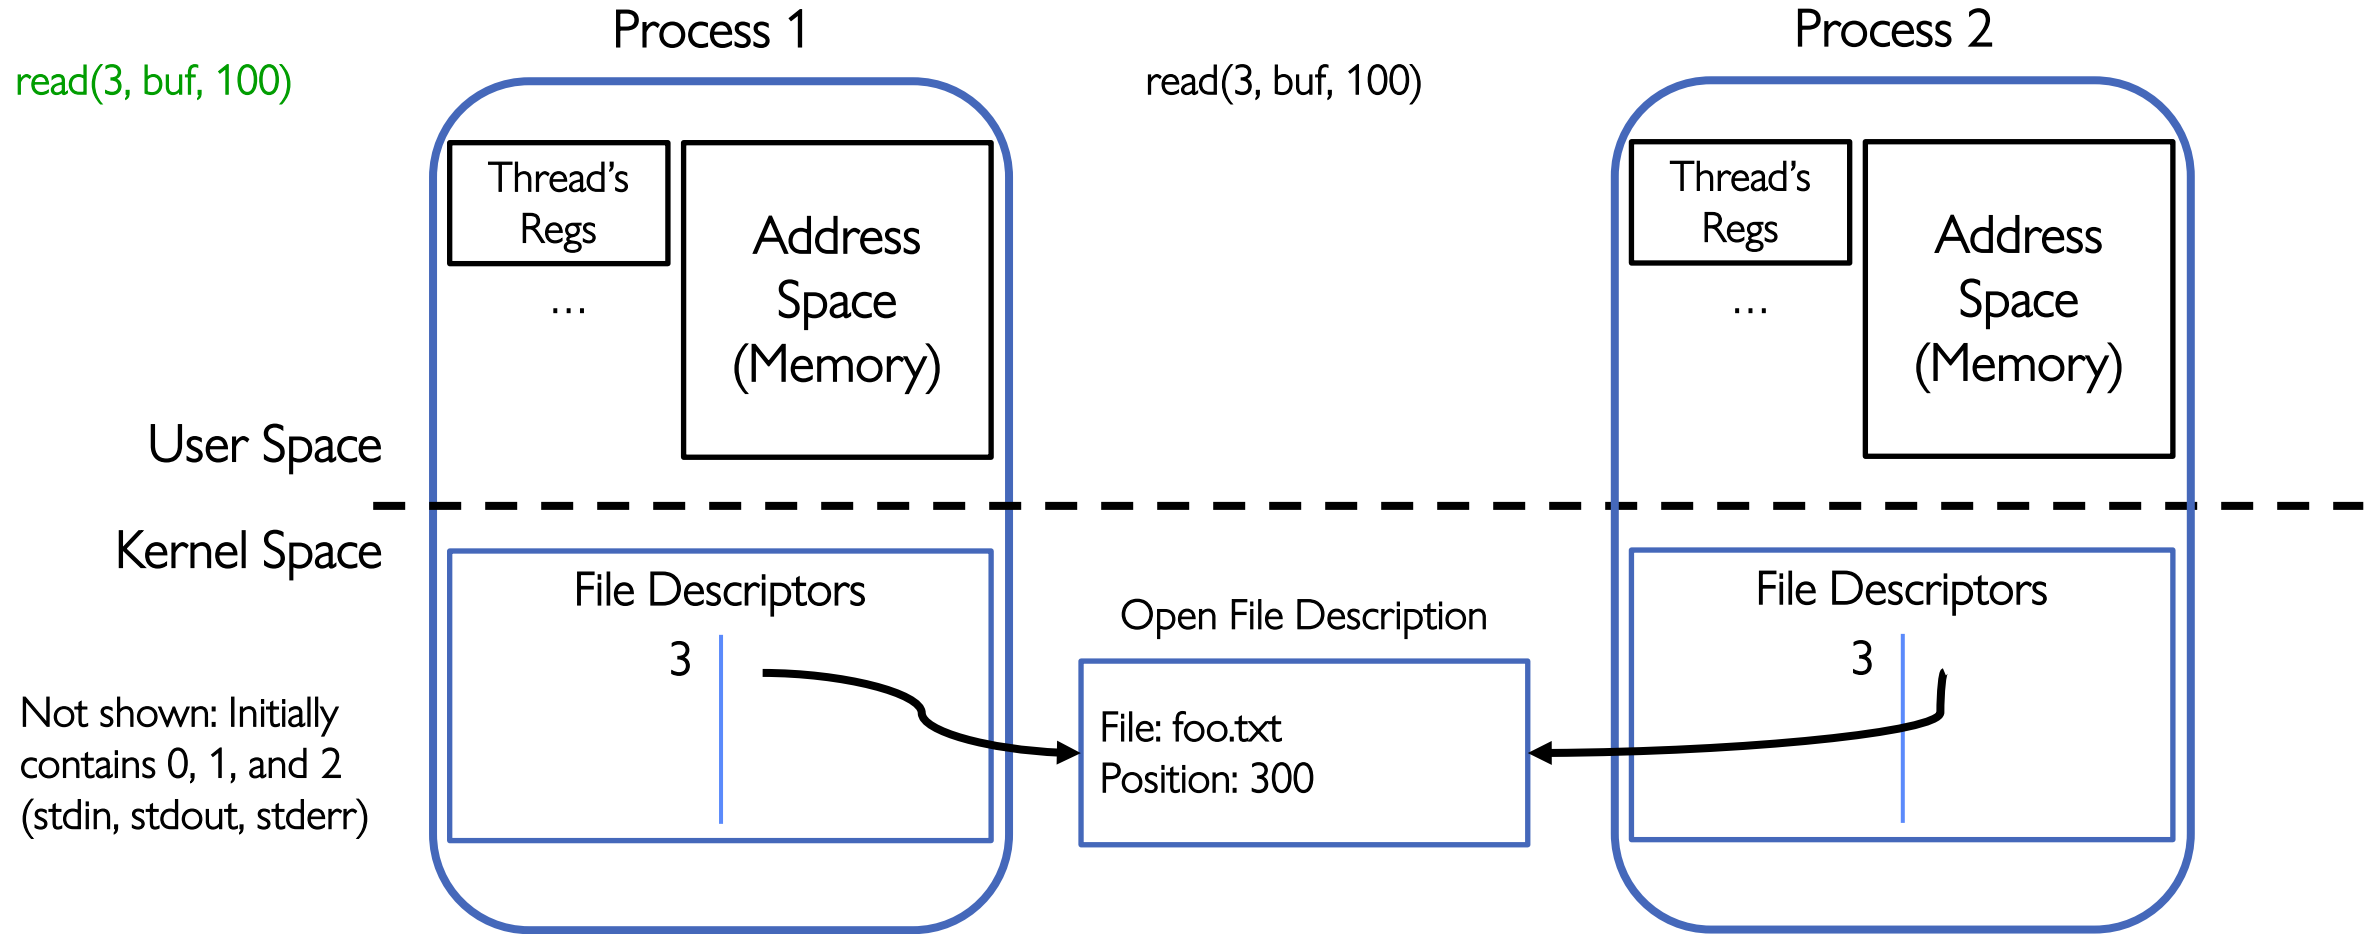 Process 1
Process 2
read(3, buf, 100)
read(3, buf, 100)
Thread's
Regs
...
Address
Space
(Memory)
Thread's
Regs
...
Address
Space
(Memory)
User Space
Kernel Space
File Descriptors
3
Open File Description
File: foo.txt
Position: 300
File Descriptors
3
Not shown: Initially
contains 0, 1, and 2
(stdin, stdout, stderr)